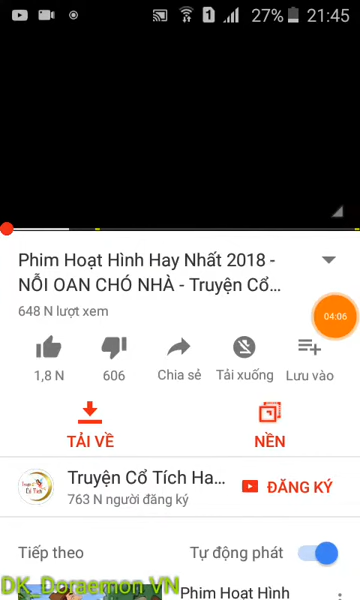 1 27% 21:45
Phim Hoạt Hình Hay Nhất 2018 -
NỖI OAN CHÓ NHÀ - Truyện Cổ...
648 N lượt xem
04:06
1,8 N 606 Chia sẻ Tải xuống Lưu vào
TẢI VỀ NỀN
Truyện Cổ Tích Ha...
763 N người đăng ký
ĐĂNG KÝ
Tiếp theo Tự động phát
DK_Doraemon VN
Phim Hoạt Hình